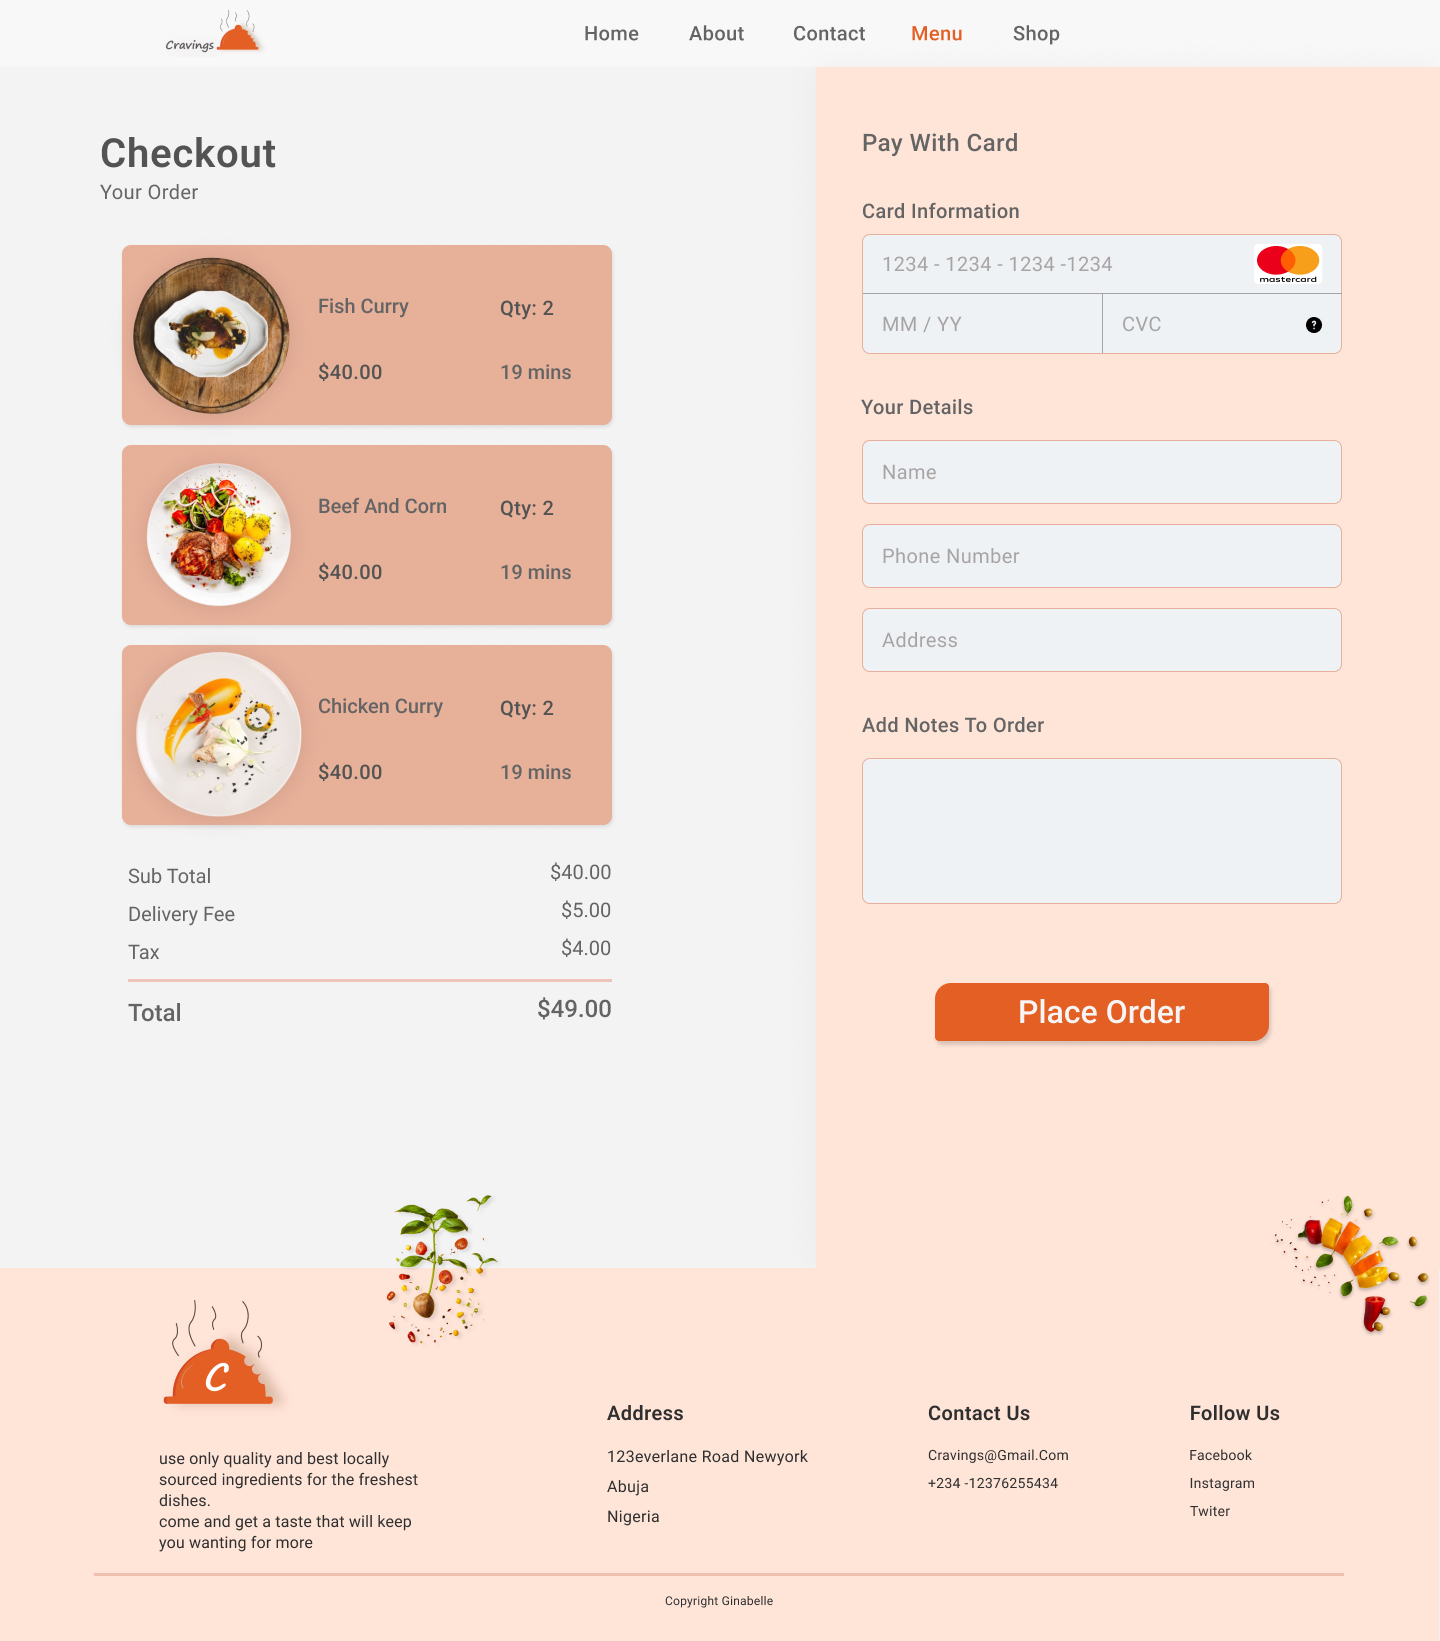 Cravings
Home
About
Contact
Menu
Shop
Checkout
Your Order
Fish Curry
Qty: 2
$40.00
19 mins
Beef And Corn
Qty: 2
$40.00
19 mins
Chicken Curry
Qty: 2
$40.00
19 mins
Sub Total
$40.00
Delivery Fee
$5.00
Tax
$4.00
Total
$49.00
Pay With Card
Card Information
1234 - 1234 - 1234 -1234
mastercard
MM / YY
CVC
?
Your Details
Name
Phone Number
Address
Add Notes To Order
Place Order
C
use only quality and best locally
sourced ingredients for the freshest
dishes.
come and get a taste that will keep
you wanting for more
Address
123everlane Road Newyork
Abuja
Nigeria
Contact Us
Cravings@Gmail.Com
+234 -12376255434
Follow Us
Facebook
Instagram
Twiter
Copyright Ginabelle